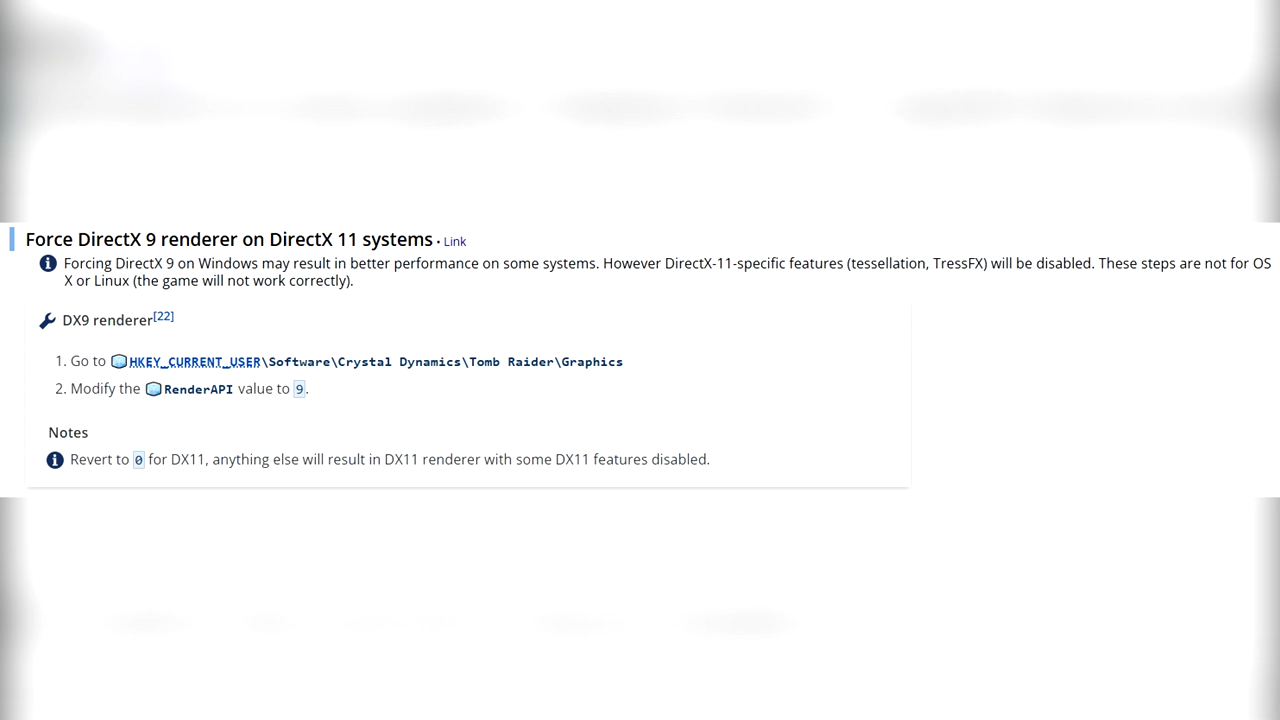 Force DirectX 9 renderer on DirectX 11 systems • Link
Forcing DirectX 9 on Windows may result in better performance on some systems. However DirectX-11-specific features (tessellation, TressFX) will be disabled. These steps are not for OS
X or Linux (the game will not work correctly).
DX9 renderer[22]
1. Go to HKEY_CURRENT_USER\Software\Crystal Dynamics\Tomb Raider\Graphics
2. Modify the RenderAPI value to 9.
Notes
Revert to 0 for DX11, anything else will result in DX11 renderer with some DX11 features disabled.